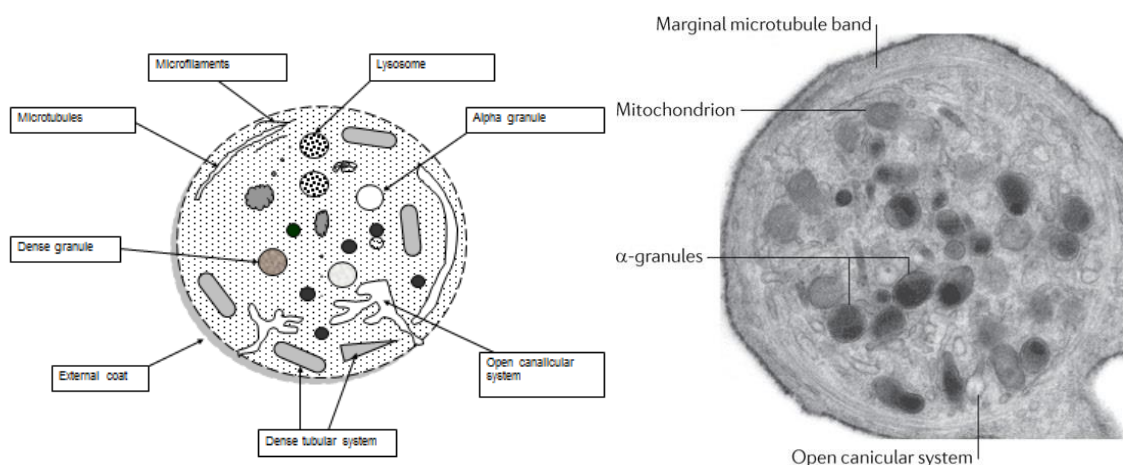 Microfilaments
Lysosome
Microtubules
Alpha granule
Dense granule
External coat
Open canalicular
system
Dense tubular system
Marginal microtubule band
Mitochondrion
α-granules
Open canicular system